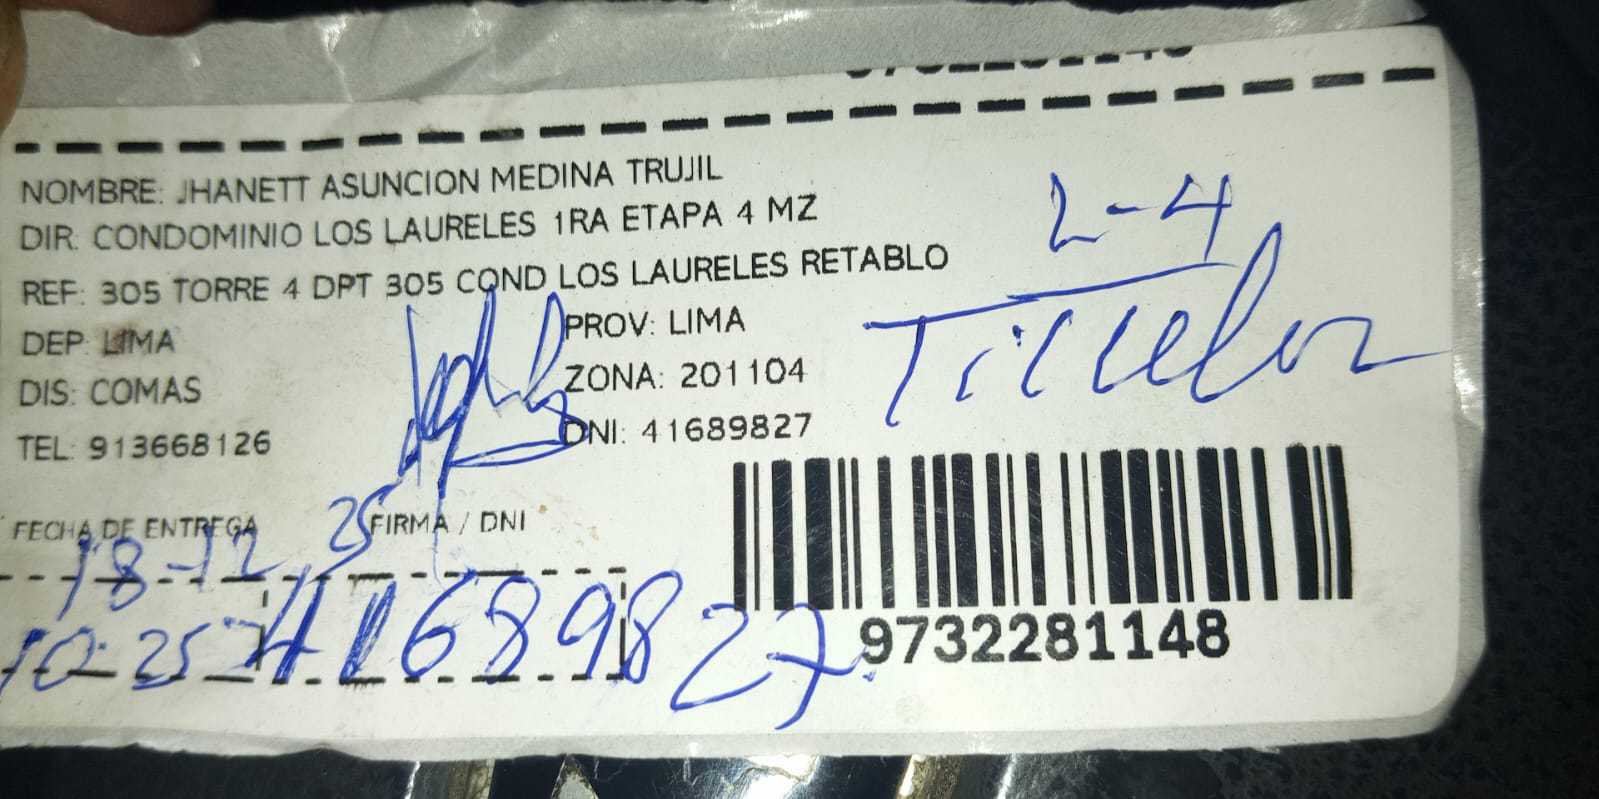 NOMBRE: JHANETT ASUNCION MEDINA TRUJIL
DIR: CONDOMINIO LOS LAURELES 1RA ETAPA 4 MZ
REF: 305 TORRE 4 DPT 305 COND LOS LAURELES RETABLO
DEP: LIMA PROV: LIMA
DIS: COMAS ZONA: 201104
TEL: 913668126 DNI: 41689827
L-4
FECHA DE ENTREGA FIRMA / DNI
18-12 25
10:25 41689827
9732281148